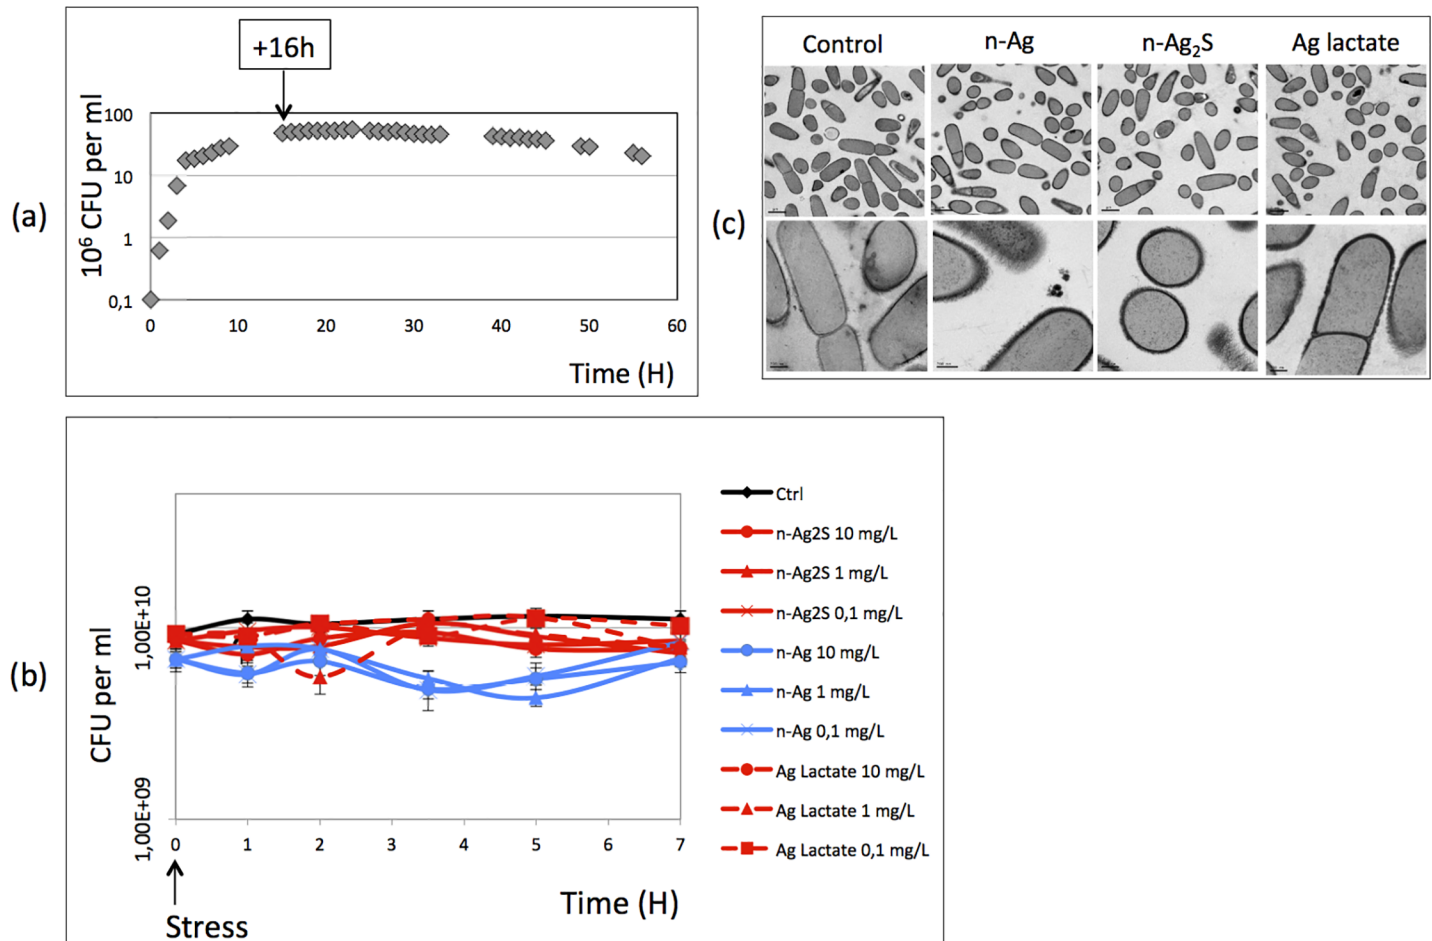 (a)
+16h
10⁶ CFU per ml
100
10
1
0,1
0 10 20 30 40 50 60
Time (H)
(c)
Control n-Ag n-Ag₂S Ag lactate
(b)
CFU per ml
1,00E+10
1,00E+09
0 1 2 3 4 5 6 7
Time (H)
Stress
Ctrl
n-Ag2S 10 mg/L
n-Ag2S 1 mg/L
n-Ag2S 0,1 mg/L
n-Ag 10 mg/L
n-Ag 1 mg/L
n-Ag 0,1 mg/L
Ag Lactate 10 mg/L
Ag Lactate 1 mg/L
Ag Lactate 0,1 mg/L